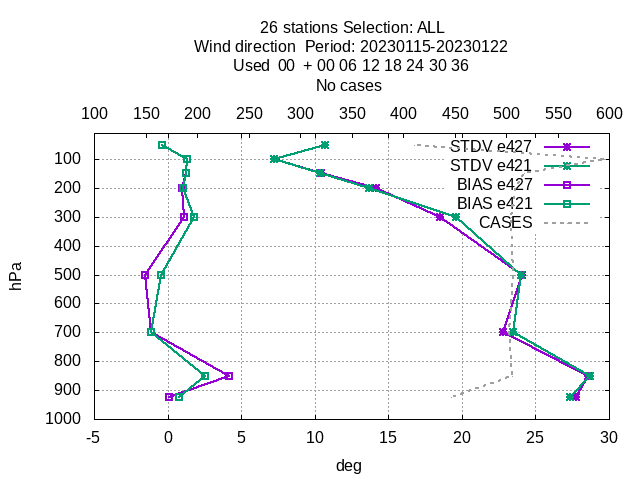 26 stations Selection: ALL
Wind direction  Period: 20230115-20230122
Used  00  + 00 06 12 18 24 30 36
No cases
100 150 200 250 300 350 400 450 500 550 600
STDV e427
STDV e421
BIAS e427
BIAS e421
CASES
100
200
300
400
500
600
700
800
900
1000
hPa
-5 0 5 10 15 20 25 30
deg